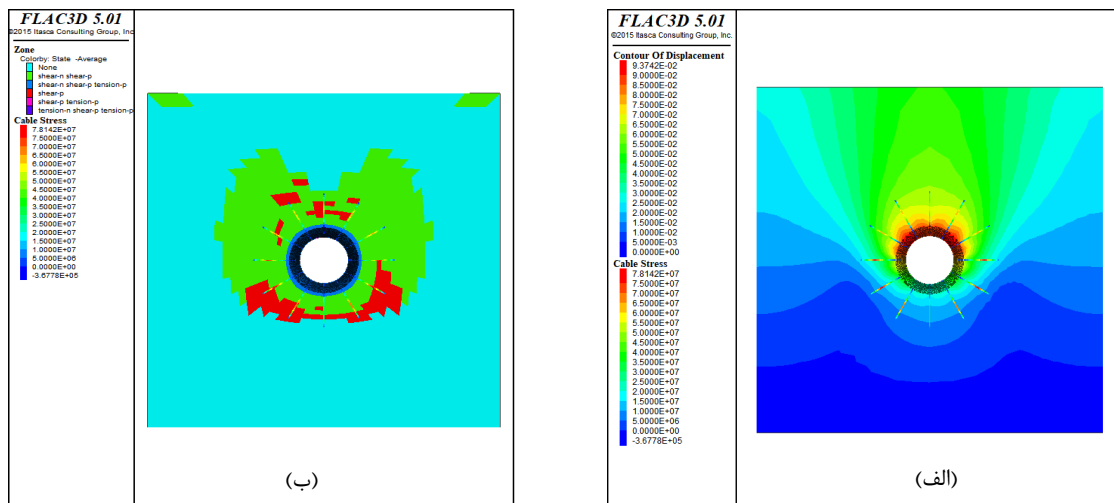 FLAC3D 5.01
©2015 Itasca Consulting Group, Inc.
Contour Of Displacement
9.3742E-02
9.0000E-02
8.5000E-02
8.0000E-02
7.5000E-02
7.0000E-02
6.5000E-02
6.0000E-02
5.5000E-02
5.0000E-02
4.5000E-02
4.0000E-02
3.5000E-02
3.0000E-02
2.5000E-02
2.0000E-02
1.5000E-02
1.0000E-02
5.0000E-03
0.0000E+00
Cable Stress
7.8142E+07
7.5000E+07
7.0000E+07
6.5000E+07
6.0000E+07
5.5000E+07
5.0000E+07
4.5000E+07
4.0000E+07
3.5000E+07
3.0000E+07
2.5000E+07
2.0000E+07
1.5000E+07
1.0000E+07
5.0000E+06
0.0000E+00
-3.6778E+05
(الف)
FLAC3D 5.01
©2015 Itasca Consulting Group, Inc
Zone
Colorby: State -Average
None
shear-n shear-p
shear-n shear-p tension-p
shear-p
shear-p tension-p
tension-n shear-p tension-p
Cable Stress
7.8142E+07
7.5000E+07
7.0000E+07
6.5000E+07
6.0000E+07
5.5000E+07
5.0000E+07
4.5000E+07
4.0000E+07
3.5000E+07
3.0000E+07
2.5000E+07
2.0000E+07
1.5000E+07
1.0000E+07
5.0000E+06
0.0000E+00
-3.6778E+05
(ب)